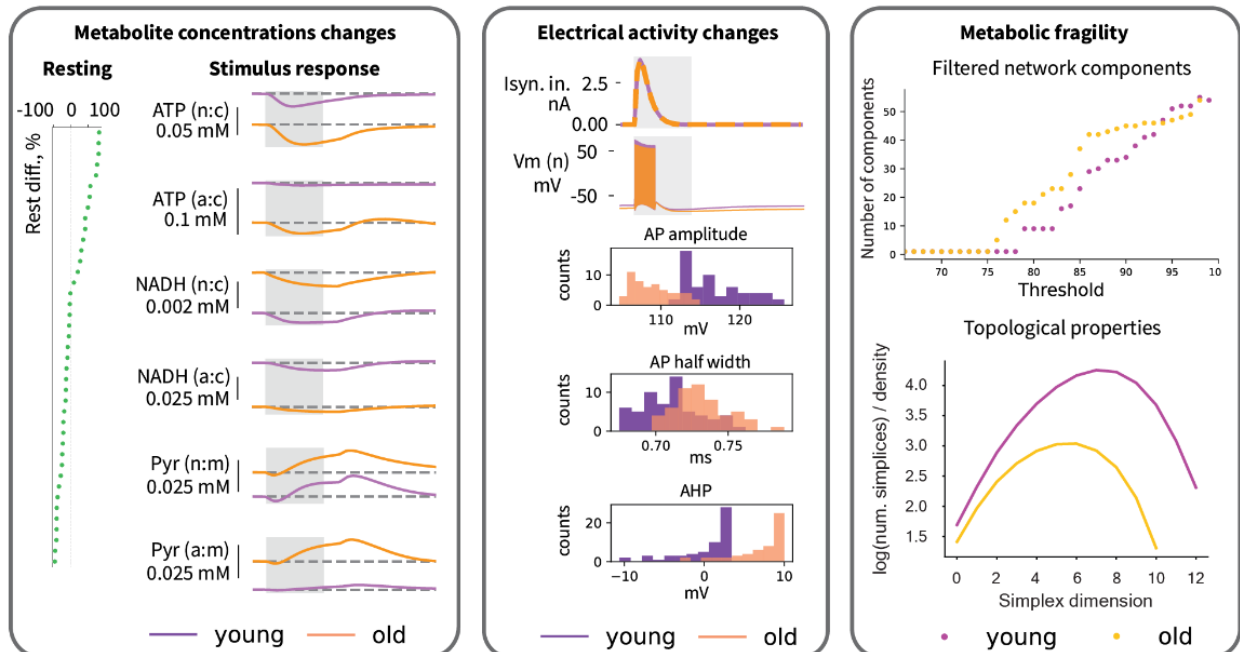 Metabolite concentrations changes
Resting
Stimulus response
-100 0 100
Rest diff., %
ATP (n:c)
0.05 mM
ATP (a:c)
0.1 mM
NADH (n:c)
0.002 mM
NADH (a:c)
0.025 mM
Pyr (n:m)
0.025 mM
Pyr (a:m)
0.025 mM
young old
Electrical activity changes
Isyn. in.
nA
2.5
0.00
Vm (n)
mV
50
-50
AP amplitude
counts
10
0
110 120
mV
AP half width
counts
10
0
0.70 0.75
ms
AHP
counts
20
0
−10 0 10
mV
young old
Metabolic fragility
Filtered network components
Number of components
50
40
30
20
10
0
70 75 80 85 90 95 10
Threshold
Topological properties
log(num. simplices) / density
4.0
3.5
3.0
2.5
2.0
1.5
0 2 4 6 8 10 12
Simplex dimension
young old